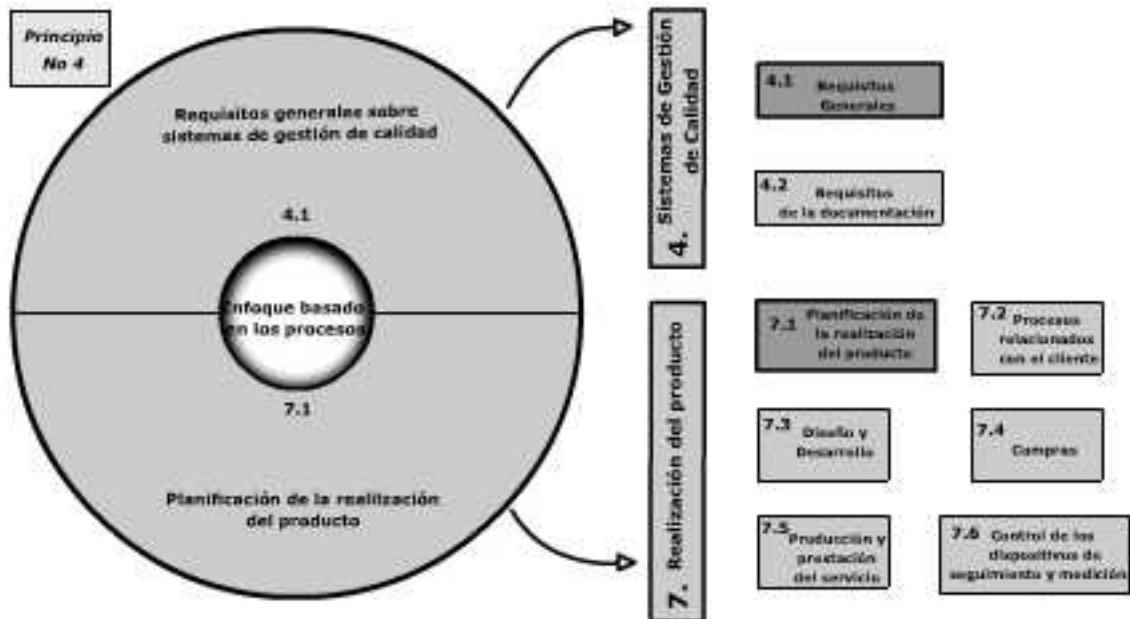 Principio
No 4
Requisitos generales sobre
sistemas de gestión de calidad
4.1
Enfoque basado
en los procesos
7.1
Planificación de la realización
del producto
4. Sistemas de Gestión
de Calidad
4.1 Requisitos
Generales
4.2 Requisitos
de la documentación
7. Realización del producto
7.1 Planificación de
la realización
del producto
7.2 Procesos
relacionados
con el cliente
7.3 Diseño y
Desarrollo
7.4
Compras
7.5 Producción y
prestación
del servicio
7.6 Control de los
dispositivos de
seguimiento y medición